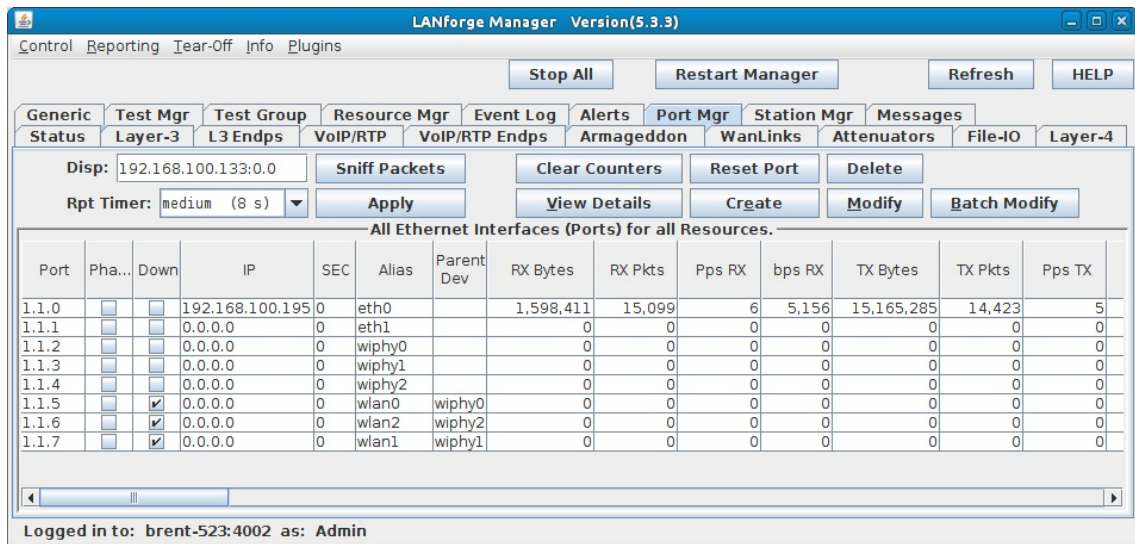 LANforge Manager Version(5.3.3)
Control Reporting Tear-Off Info Plugins
Stop All Restart Manager Refresh HELP
Generic Test Mgr Test Group Resource Mgr Event Log Alerts Port Mgr Station Mgr Messages
Status Layer-3 L3 Endps VoIP/RTP VoIP/RTP Endps Armageddon WanLinks Attenuators File-IO Layer-4
Disp: 192.168.100.133:0.0 Sniff Packets Clear Counters Reset Port Delete
Rpt Timer: medium (8 s) Apply View Details Create Modify Batch Modify
All Ethernet Interfaces (Ports) for all Resources.
Port Pha... Down IP SEC Alias Parent Dev RX Bytes RX Pkts Pps RX bps RX TX Bytes TX Pkts Pps TX
1.1.0 192.168.100.195 0 eth0 1,598,411 15,099 6 5,156 15,165,285 14,423 5
1.1.1 0.0.0.0 0 eth1 0 0 0 0 0 0 0
1.1.2 0.0.0.0 0 wiphy0 0 0 0 0 0 0 0
1.1.3 0.0.0.0 0 wiphy1 0 0 0 0 0 0 0
1.1.4 0.0.0.0 0 wiphy2 0 0 0 0 0 0 0
1.1.5 0.0.0.0 0 wlan0 wiphy0 0 0 0 0 0 0 0
1.1.6 0.0.0.0 0 wlan2 wiphy2 0 0 0 0 0 0 0
1.1.7 0.0.0.0 0 wlan1 wiphy1 0 0 0 0 0 0 0
Logged in to: brent-523:4002 as: Admin